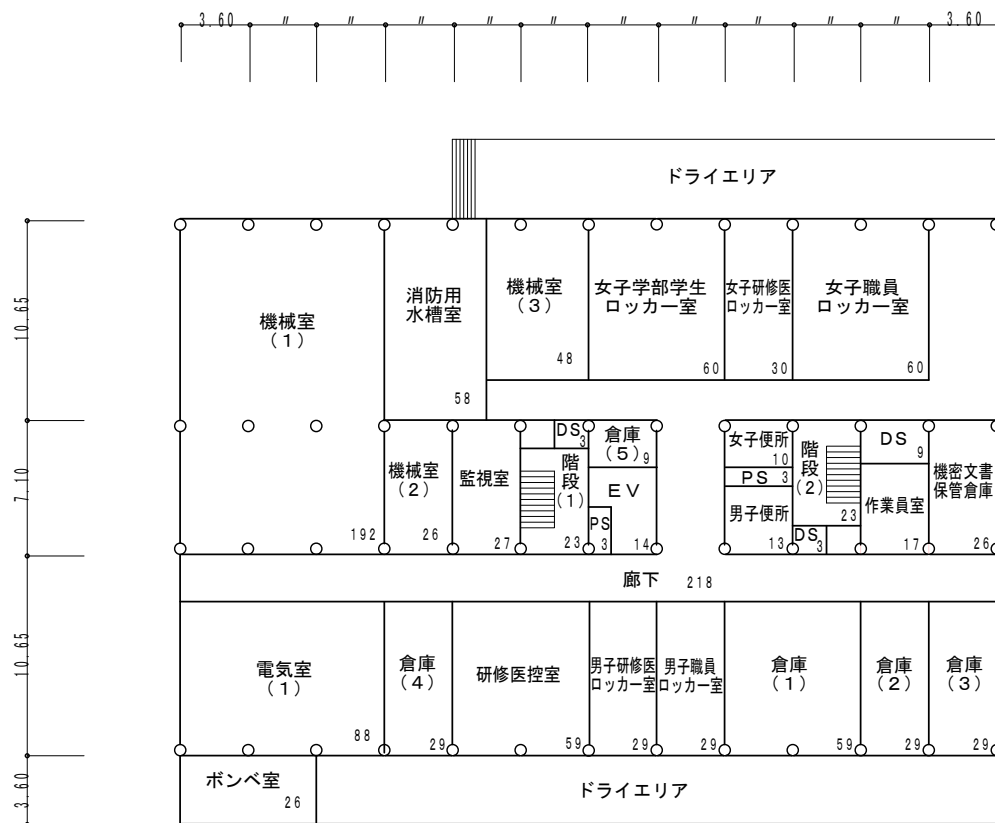 3.60 〃 〃 〃 〃 〃 〃 〃 〃 〃 〃 3.60
ドライエリア
10.65
機械室
(1)
192
消防用
水槽室
58
機械室
(3)
48
女子学部学生
ロッカー室
60
女子研修医
ロッカー室
30
女子職員
ロッカー室
60
7.10
機械室
(2)
26
監視室
27
DS
3
階段
(1)
23
倉庫
(5)
9
EV
14
PS
3
女子便所
10
PS 3
男子便所
13
階段
(2)
23
DS
3
DS
9
作業員室
17
機密文書
保管倉庫
26
廊下 218
10.65
電気室
(1)
88
倉庫
(4)
29
研修医控室
59
男子研修医
ロッカー室
29
男子職員
ロッカー室
29
倉庫
(1)
59
倉庫
(2)
29
倉庫
(3)
29
3.60
ボンベ室
26
ドライエリア